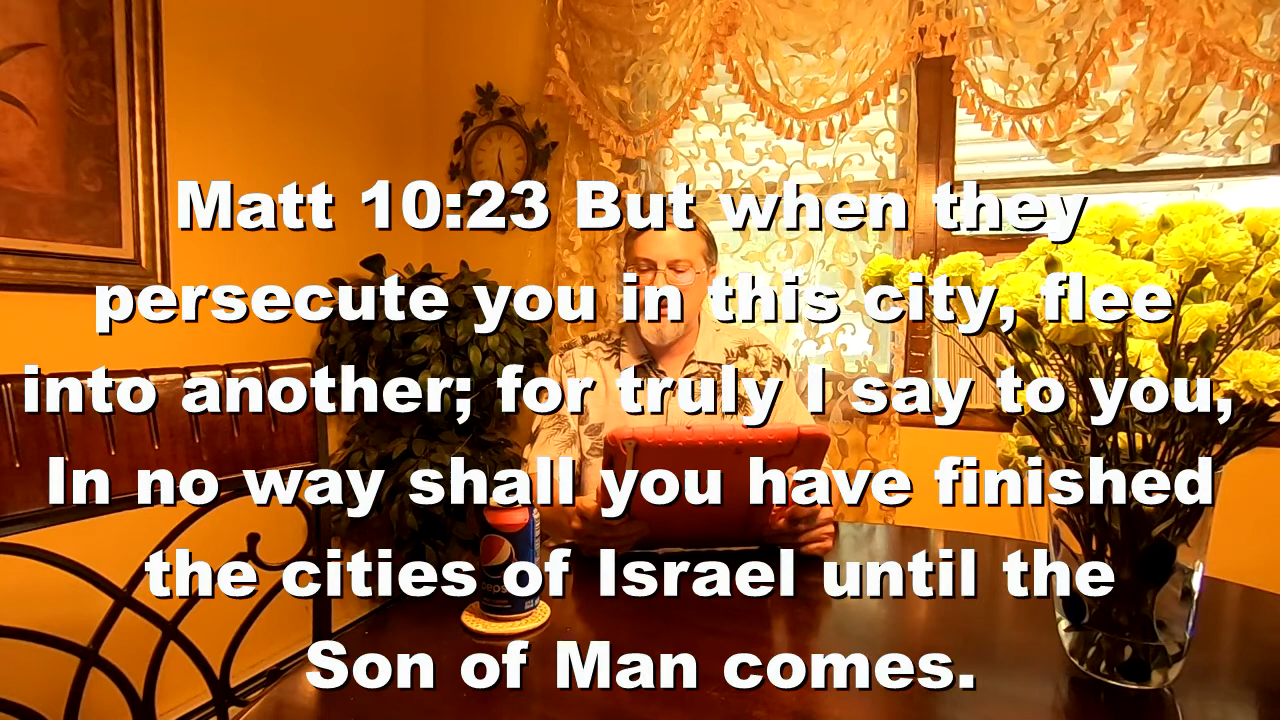 Matt 10:23 But when they
persecute you in this city, flee
into another; for truly I say to you,
In no way shall you have finished
the cities of Israel until the
Son of Man comes.
pepsi